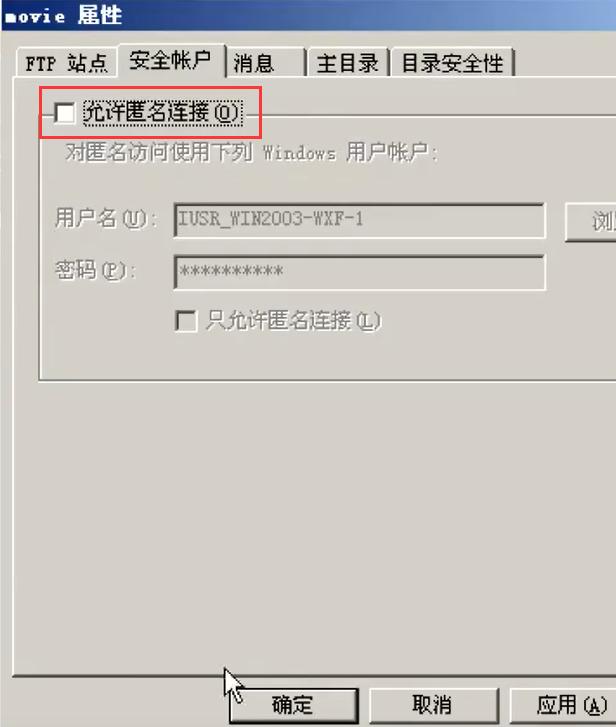 movie 属性
FTP 站点 安全帐户 消息 主目录 目录安全性
允许匿名连接(O)
对匿名访问使用下列 Windows 用户帐户:
用户名(U): IUSR_WIN2003-WXF-1
密码(P): **********
只允许匿名连接(L)
确定 取消 应用(A)